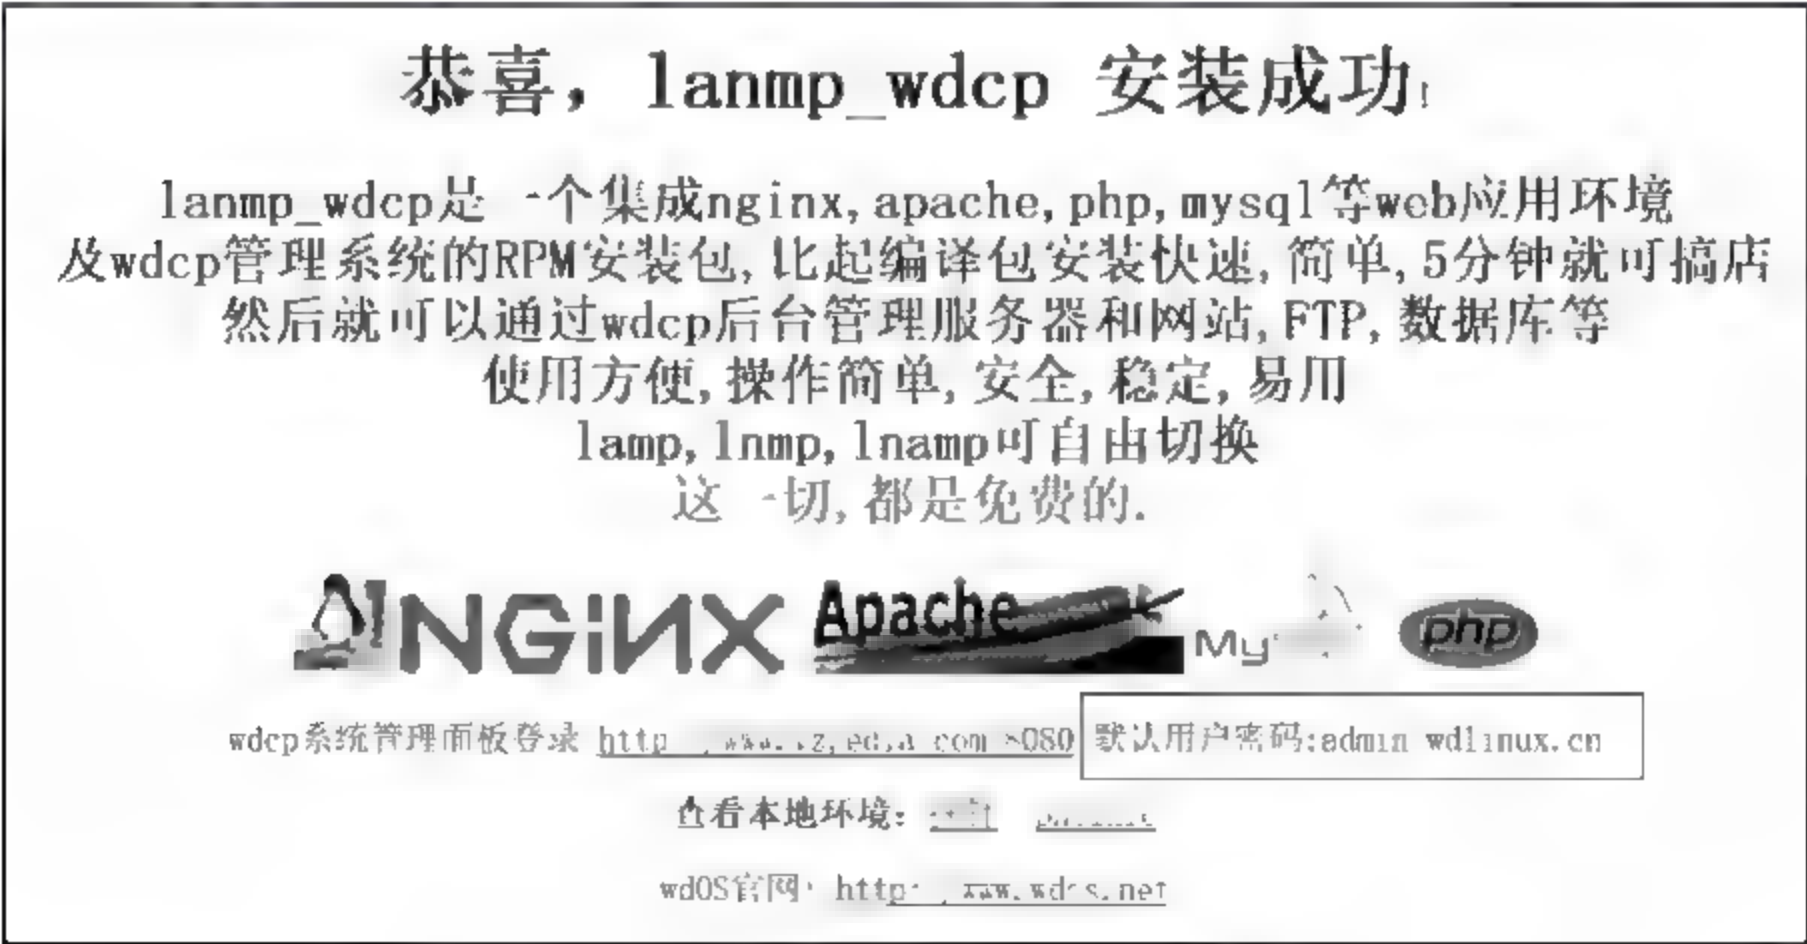 恭喜, lanmp_wdcp 安装成功
lanmp_wdcp是一个集成nginx,apache,php,mysql等web应用环境
及wdcp管理系统的RPM安装包,比起编译包安装快速,简单,5分钟就可搞店
然后就可以通过wdcp后台管理服务器和网站,FTP,数据库等
使用方便,操作简单,安全,稳定,易用
lamp,lnmp,lnamp可自由切换
这一切,都是免费的.
NGiNX Apache My php
wdcp系统管理面板登录 http 默认用户密码:admin wdlinux.cn
查看本地环境:
wdOS官网: http